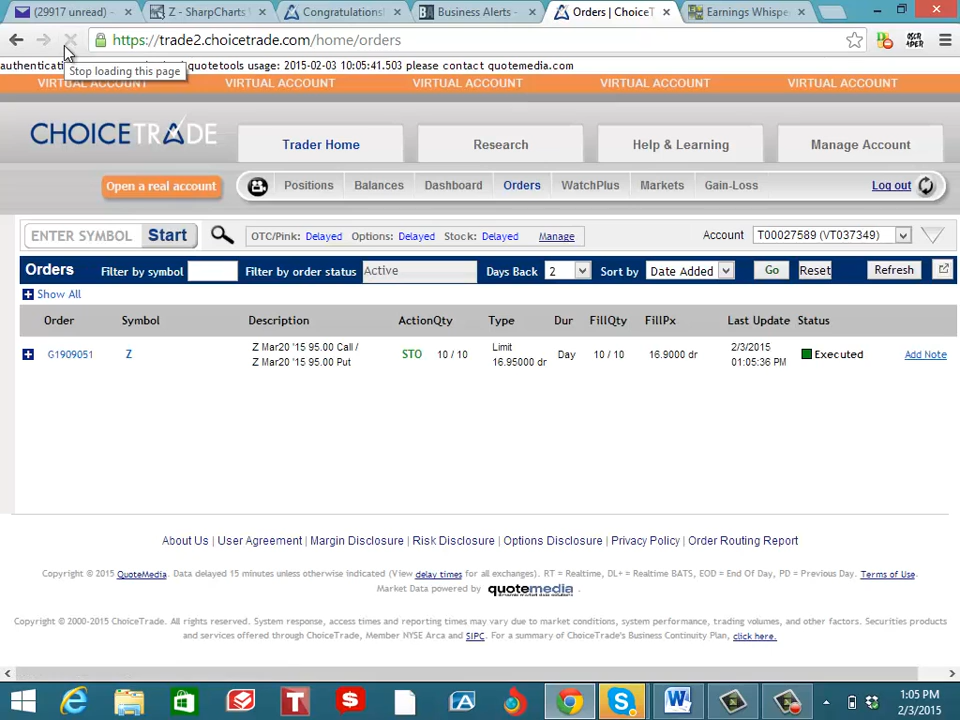 (29917 unread) -
Z - SharpCharts
Congratulations
Business Alerts -
Orders | ChoiceT
Earnings Whispe
https://trade2.choicetrade.com/home/orders
quotetools usage: 2015-02-03 10:05:41.503 please contact quotemedia.com
Stop loading this page
VIRTUAL ACCOUNT VIRTUAL ACCOUNT VIRTUAL ACCOUNT VIRTUAL ACCOUNT VIRTUAL ACCOUNT
CHOICETRADE
Trader Home Research Help & Learning Manage Account
Open a real account Positions Balances Dashboard Orders WatchPlus Markets Gain-Loss Log out
ENTER SYMBOL Start OTC/Pink: Delayed Options: Delayed Stock: Delayed Manage Account T00027589 (VT037349)
Orders Filter by symbol Filter by order status Active Days Back 2 Sort by Date Added Go Reset Refresh
Show All
Order Symbol Description ActionQty Type Dur FillQty FillPx Last Update Status
G1909051 Z Z Mar20 '15 95.00 Call / Z Mar20 '15 95.00 Put STO 10 / 10 Limit 16.95000 dr Day 10 / 10 16.9000 dr 2/3/2015 01:05:36 PM Executed Add Note
About Us | User Agreement | Margin Disclosure | Risk Disclosure | Options Disclosure | Privacy Policy | Order Routing Report
Copyright © 2015 QuoteMedia. Data delayed 15 minutes unless otherwise indicated (View delay times for all exchanges). RT = Realtime, DL+ = Realtime BATS, EOD = End Of Day, PD = Previous Day. Terms of Use.
Market Data powered by quotemedia .
Copyright © 2000-2015 ChoiceTrade. All rights reserved. System response, access times and reporting times may vary due to market conditions, system performance, trading volumes, and other factors. Securities products
and services offered through ChoiceTrade, Member NYSE Arca and SIPC. For a summary of ChoiceTrade's Business Continuity Plan, click here.
1:05 PM
2/3/2015